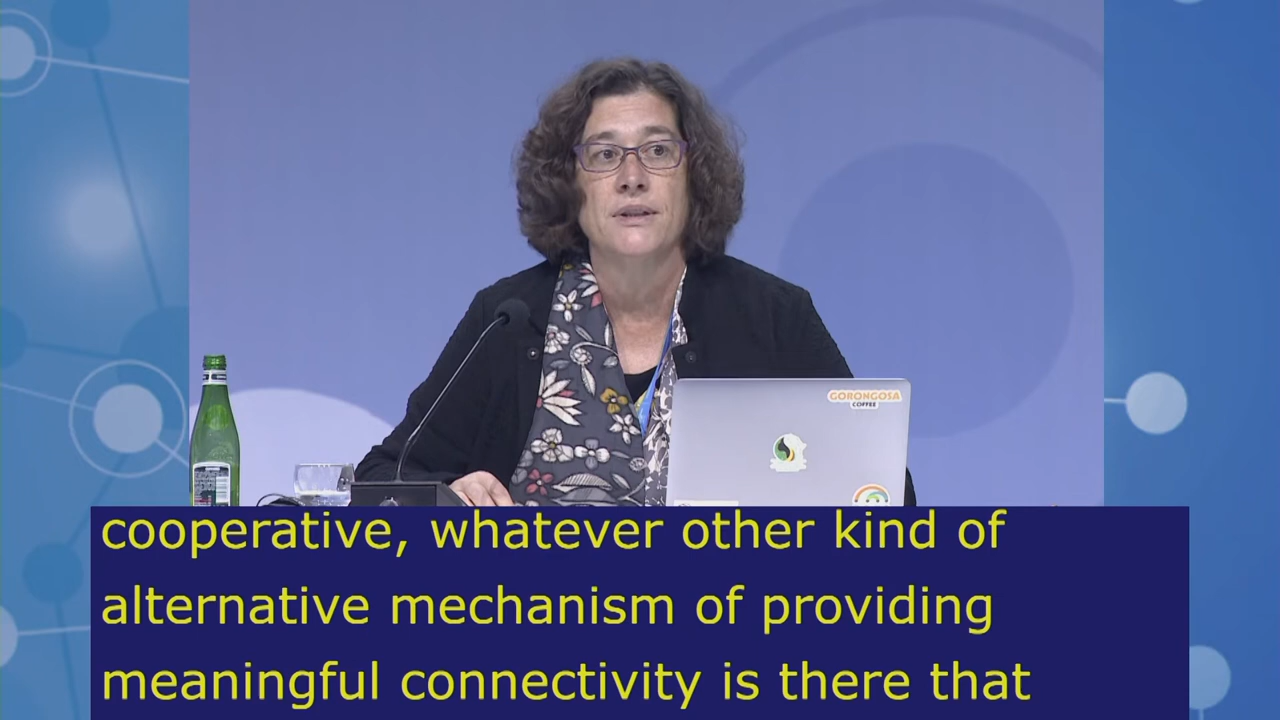 GORONGOSA
COFFEE
cooperative, whatever other kind of
alternative mechanism of providing
meaningful connectivity is there that